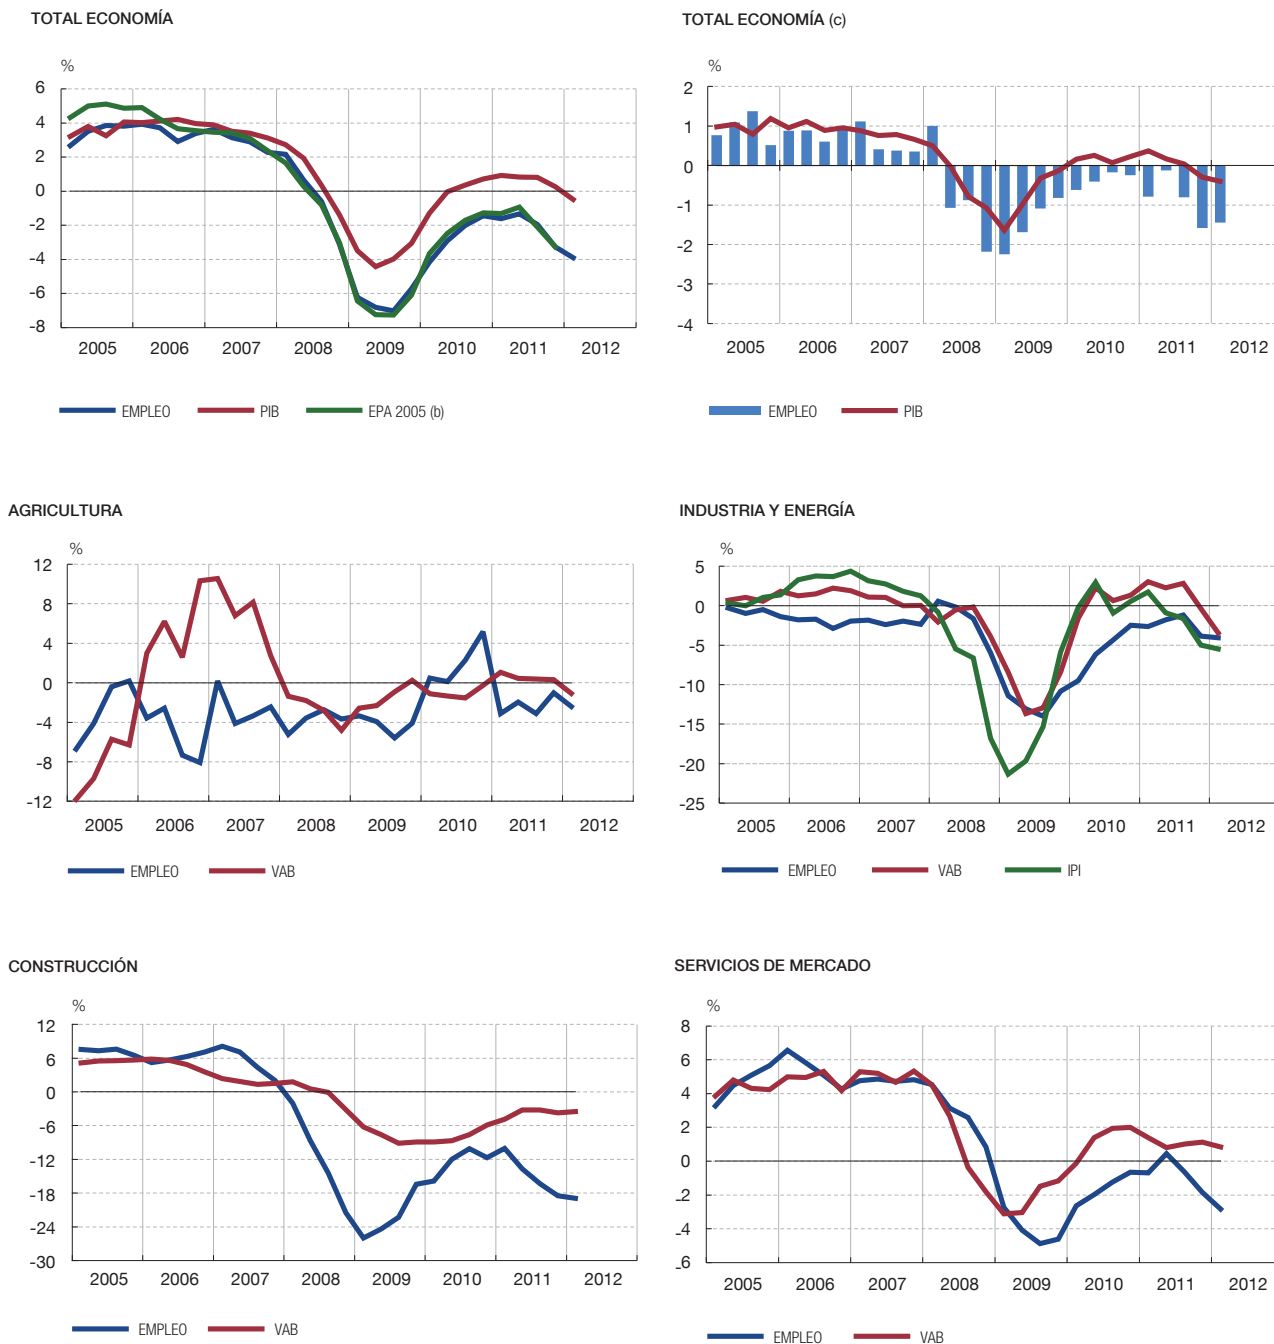 TOTAL ECONOMÍA
%
6
4
2
0
-2
-4
-6
-8
2005 2006 2007 2008 2009 2010 2011 2012
EMPLEO PIB EPA 2005 (b)
TOTAL ECONOMÍA (c)
%
2
1
0
-1
-2
-3
-4
2005 2006 2007 2008 2009 2010 2011 2012
EMPLEO PIB
AGRICULTURA
%
12
8
4
0
-4
-8
-12
2005 2006 2007 2008 2009 2010 2011 2012
EMPLEO VAB
INDUSTRIA Y ENERGÍA
%
5
0
-5
-10
-15
-20
-25
2005 2006 2007 2008 2009 2010 2011 2012
EMPLEO VAB IPI
CONSTRUCCIÓN
%
12
6
0
-6
-12
-18
-24
-30
2005 2006 2007 2008 2009 2010 2011 2012
EMPLEO VAB
SERVICIOS DE MERCADO
%
8
6
4
2
0
-2
-4
-6
2005 2006 2007 2008 2009 2010 2011 2012
EMPLEO VAB